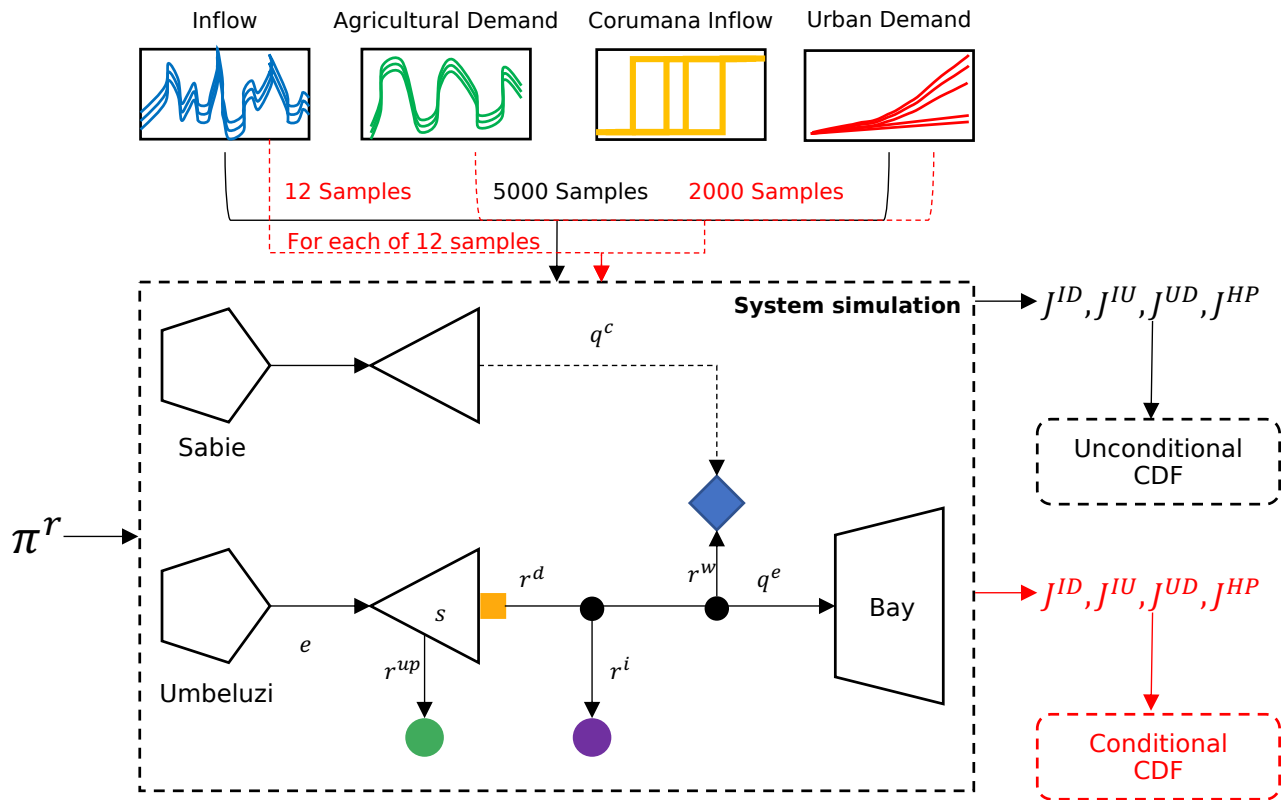 Inflow
Agricultural Demand
Corumana Inflow
Urban Demand
12 Samples
5000 Samples
2000 Samples
For each of 12 samples
System simulation
q^c
Sabie
J^{ID}, J^{IU}, J^{UD}, J^{HP}
Unconditional
CDF
π^r
r^d
r^w
q^e
s
Bay
e
r^{up}
r^i
Umbeluzi
J^{ID}, J^{IU}, J^{UD}, J^{HP}
Conditional
CDF